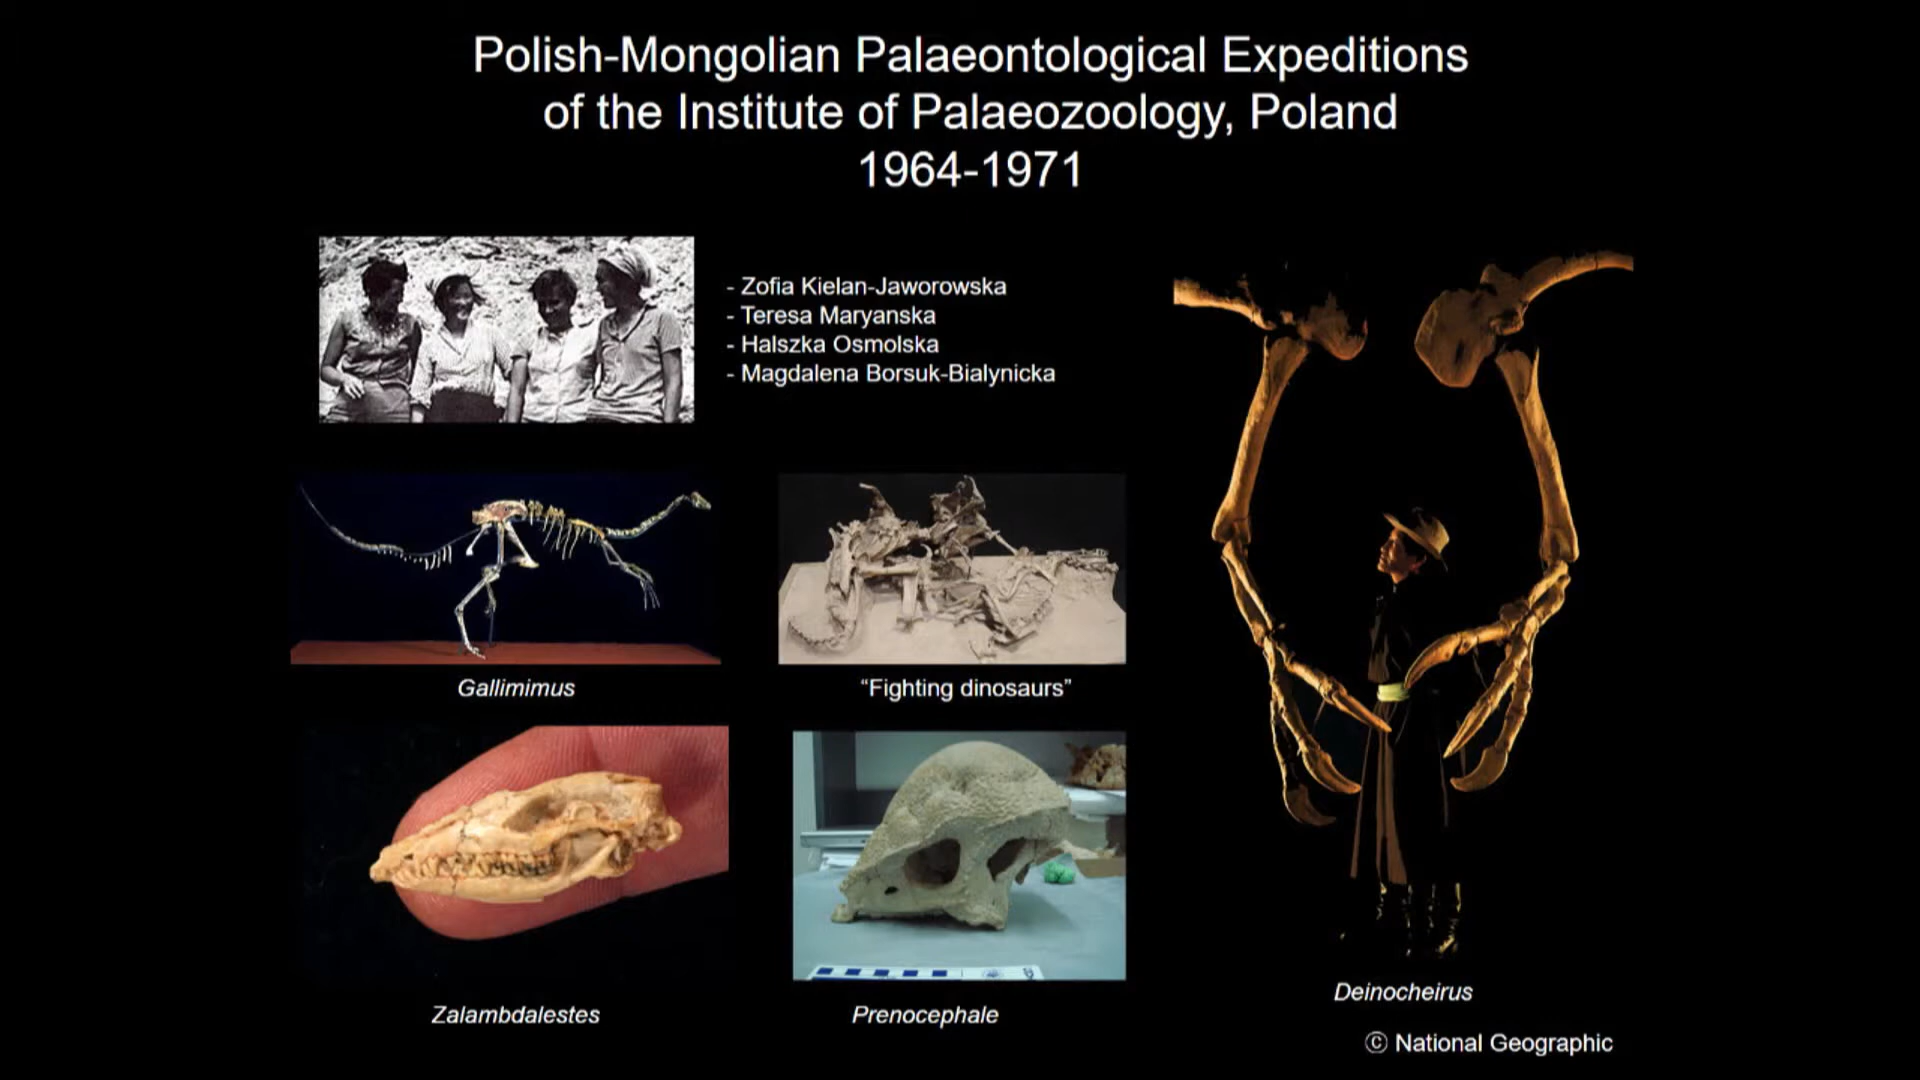 Polish-Mongolian Palaeontological Expeditions
of the Institute of Palaeozoology, Poland
1964-1971
- Zofia Kielan-Jaworowska
- Teresa Maryanska
- Halszka Osmolska
- Magdalena Borsuk-Bialynicka
Gallimimus
“Fighting dinosaurs”
Zalambdalestes
Prenocephale
Deinocheirus
© National Geographic